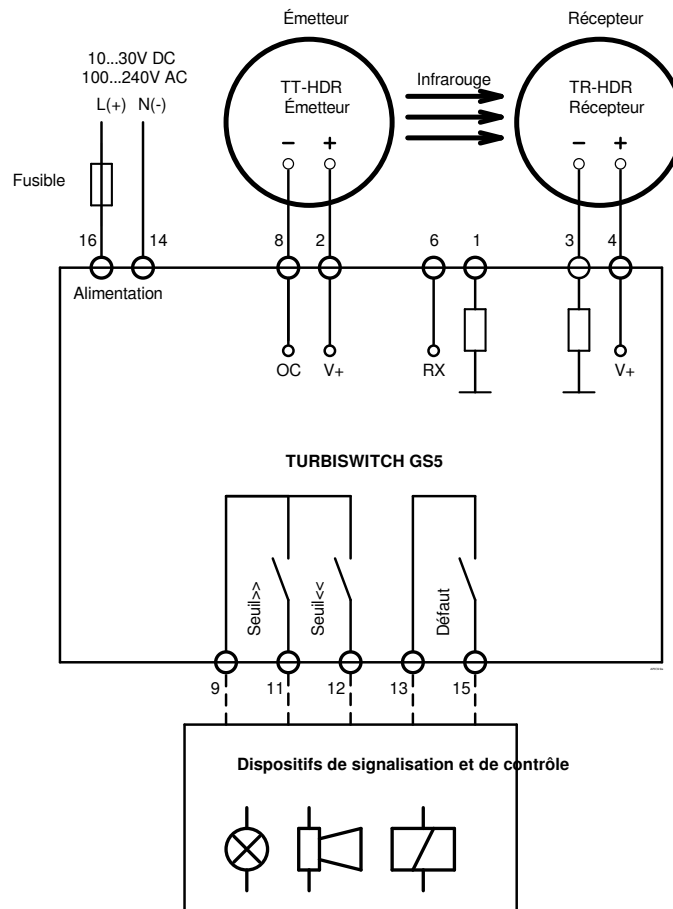 Émetteur
Récepteur
10...30V DC
100...240V AC
L(+) N(-)
TT-HDR
Émetteur
- +
Infrarouge
TR-HDR
Récepteur
- +
Fusible
16 14 8 2 6 1 3 4
Alimentation
OC V+ RX V+
TURBISWITCH GS5
Seuil>>
Seuil<<
Défaut
9 11 12 13 15
Dispositifs de signalisation et de contrôle